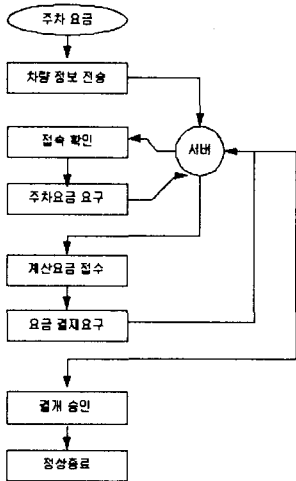 주차 요금
차량 정보 전송
접속 확인
서버
주차요금 요구
계산요금 접수
요금 결재요구
결개 승인
정상종료